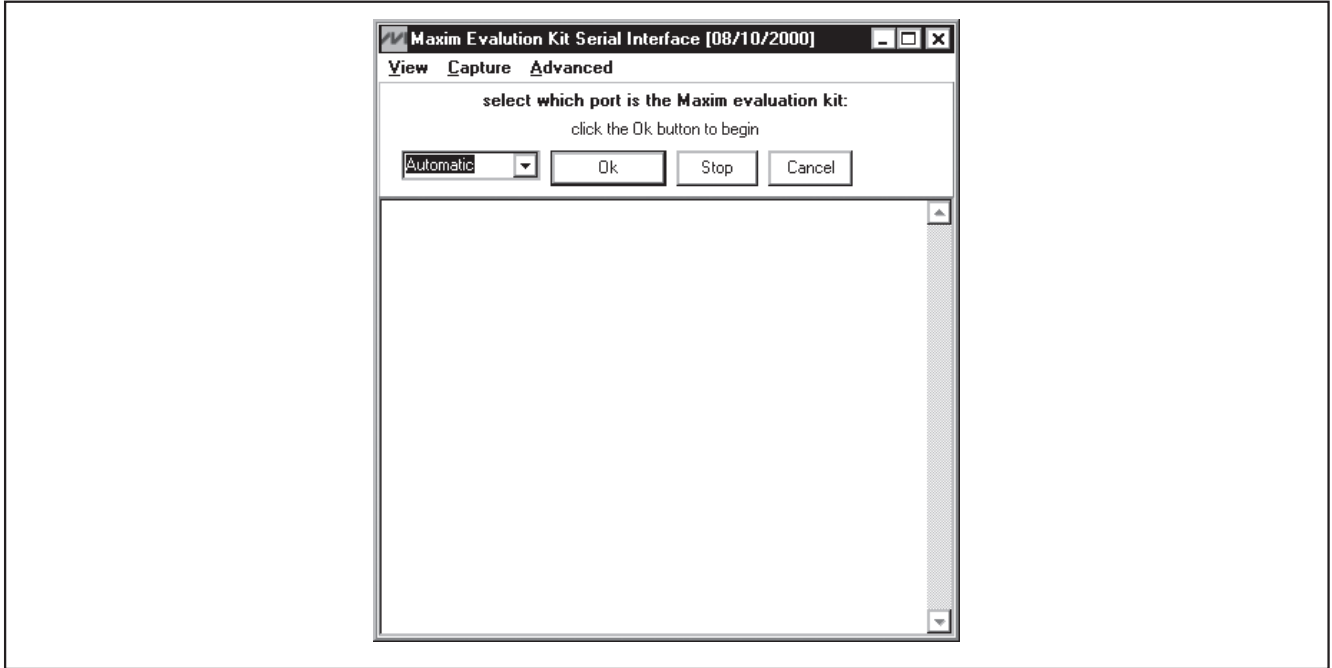 Maxim Evalution Kit Serial Interface [08/10/2000]
View Capture Advanced
select which port is the Maxim evaluation kit:
click the Ok button to begin
Automatic Ok Stop Cancel